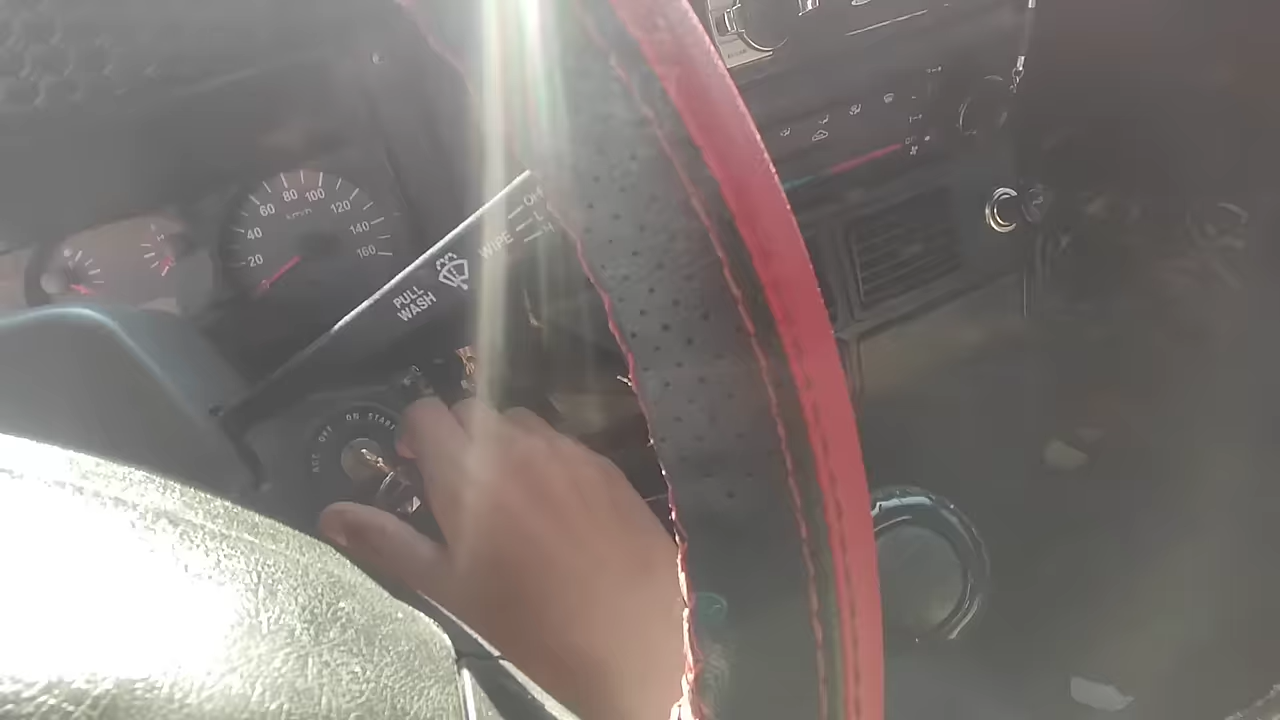 80 100
60 km/h 120
40 140
20 160
OFF
L
WIPE H
PULL
WASH
ACC OFF ON START